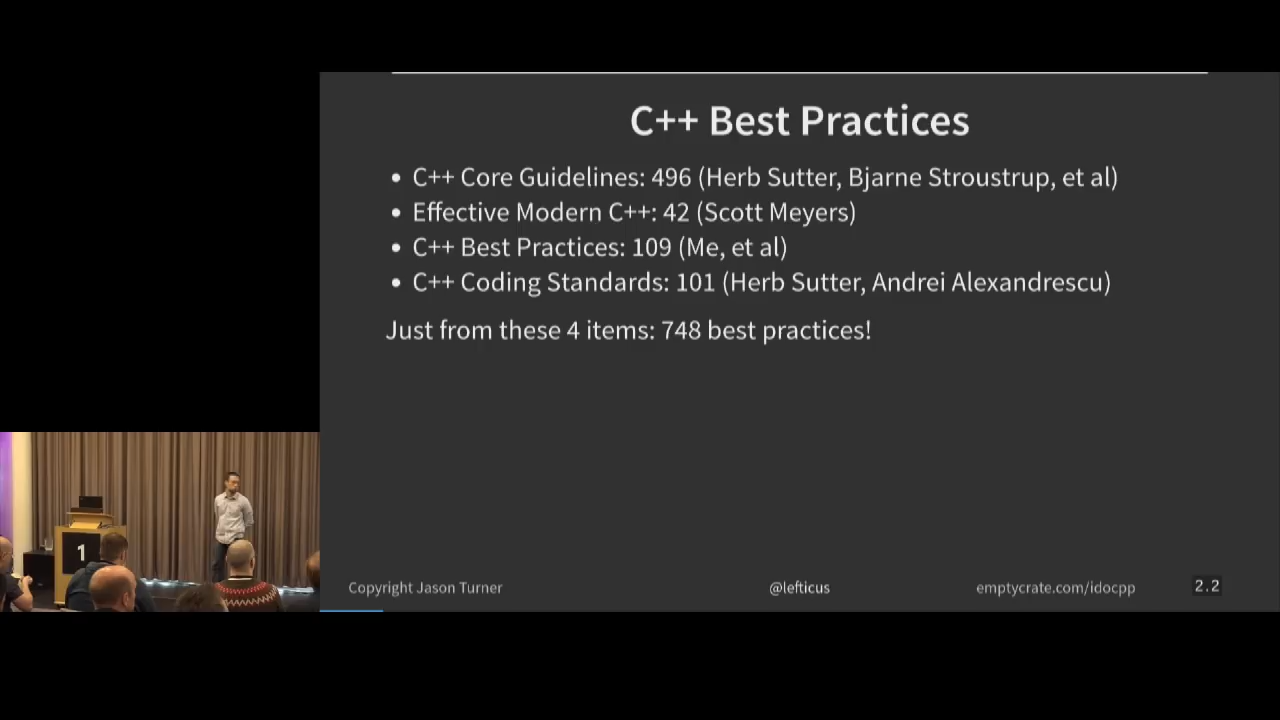 C++ Best Practices
• C++ Core Guidelines: 496 (Herb Sutter, Bjarne Stroustrup, et al)
• Effective Modern C++: 42 (Scott Meyers)
• C++ Best Practices: 109 (Me, et al)
• C++ Coding Standards: 101 (Herb Sutter, Andrei Alexandrescu)
Just from these 4 items: 748 best practices!
1
Copyright Jason Turner
@lefticus
emptycrate.com/idocpp
2.2